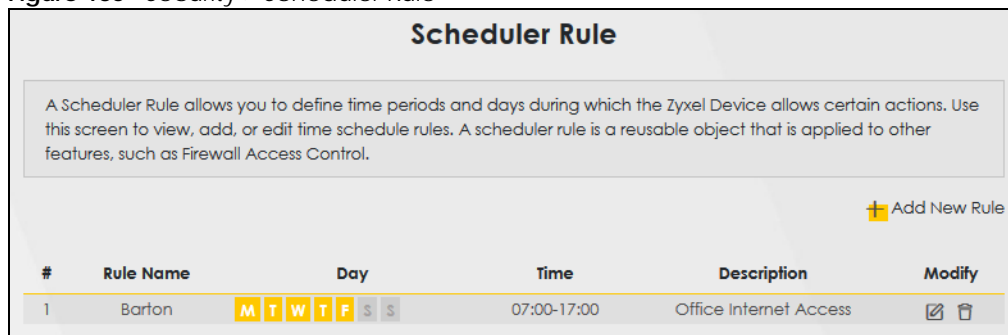 Scheduler Rule
A Scheduler Rule allows you to define time periods and days during which the Zyxel Device allows certain actions. Use
this screen to view, add, or edit time schedule rules. A scheduler rule is a reusable object that is applied to other
features, such as Firewall Access Control.
+ Add New Rule
# Rule Name Day Time Description Modify
1 Barton M T W T F S S 07:00-17:00 Office Internet Access